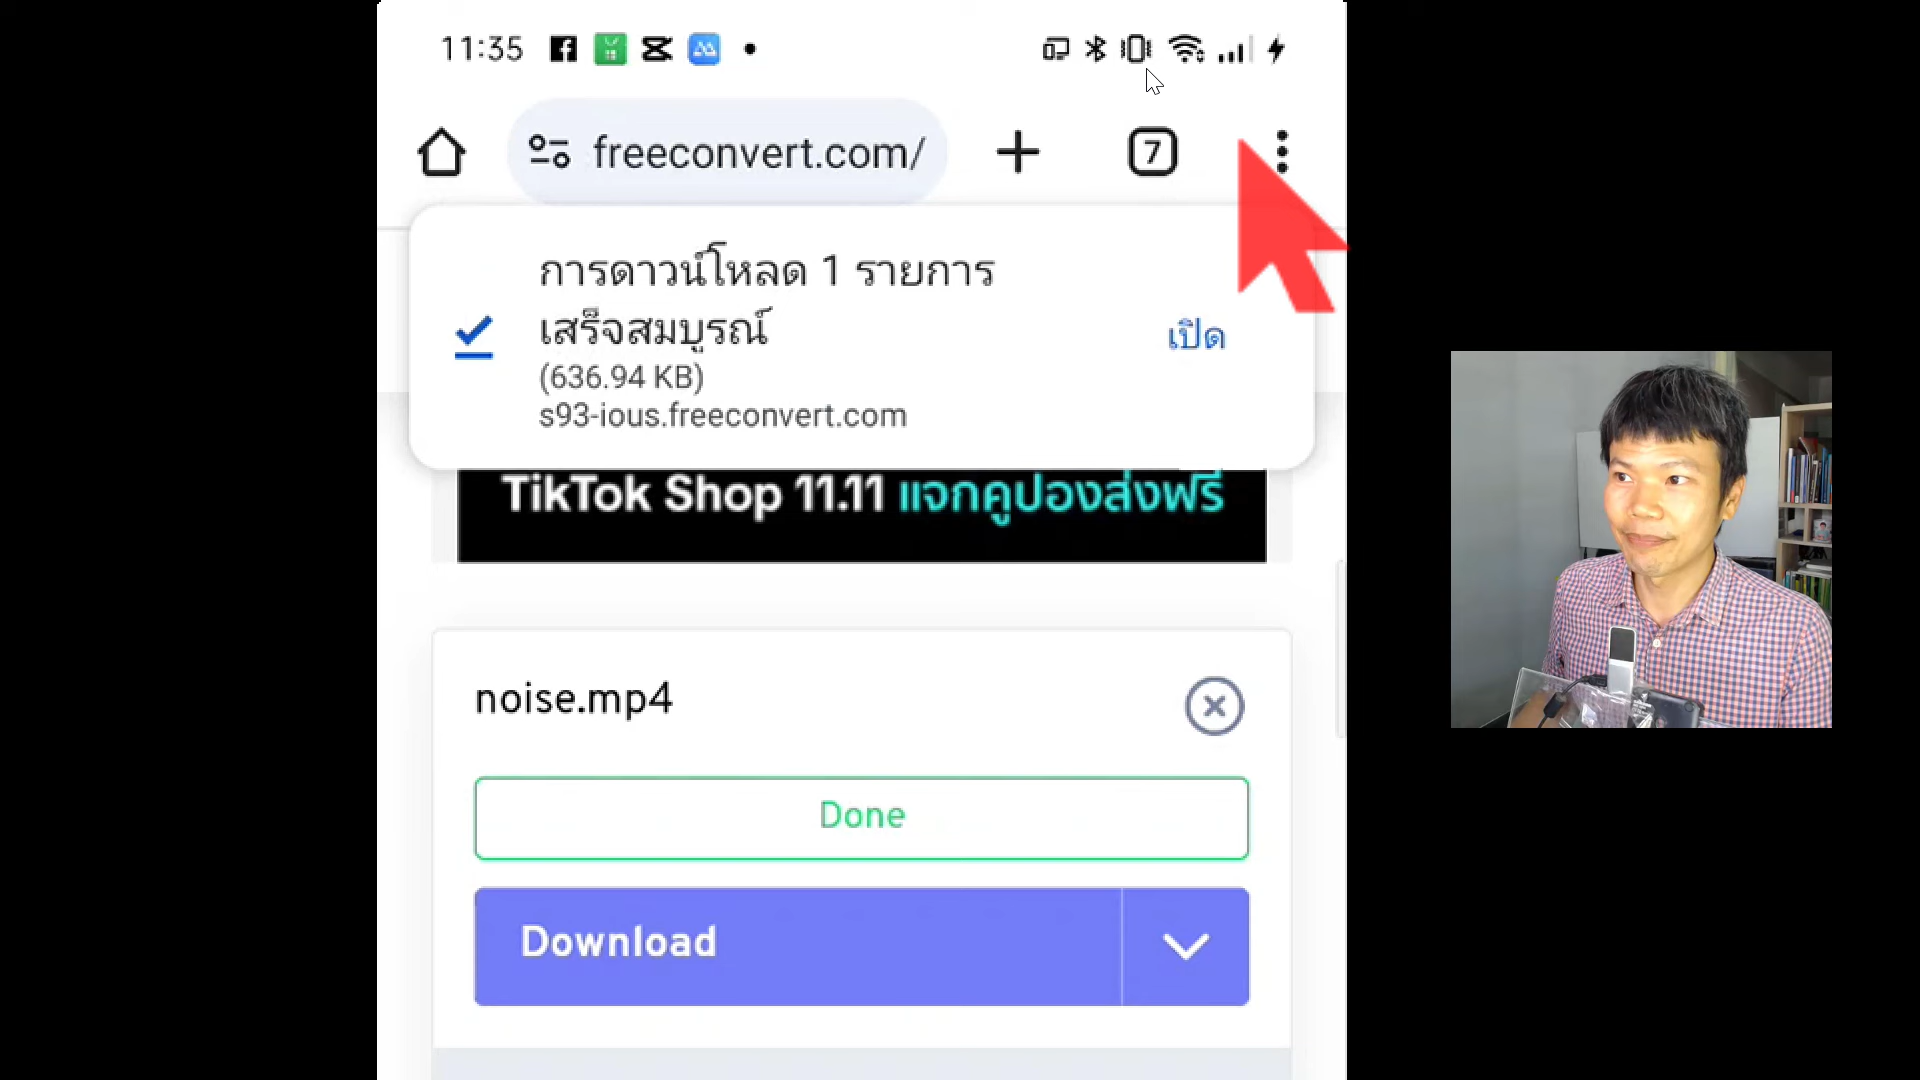 11:35
freeconvert.com/
7
การดาวน์โหลด 1 รายการ
เสร็จสมบูรณ์
(636.94 KB)
s93-ious.freeconvert.com
เปิด
TikTok Shop 11.11 แจกคูปองส่งฟรี
noise.mp4
Done
Download